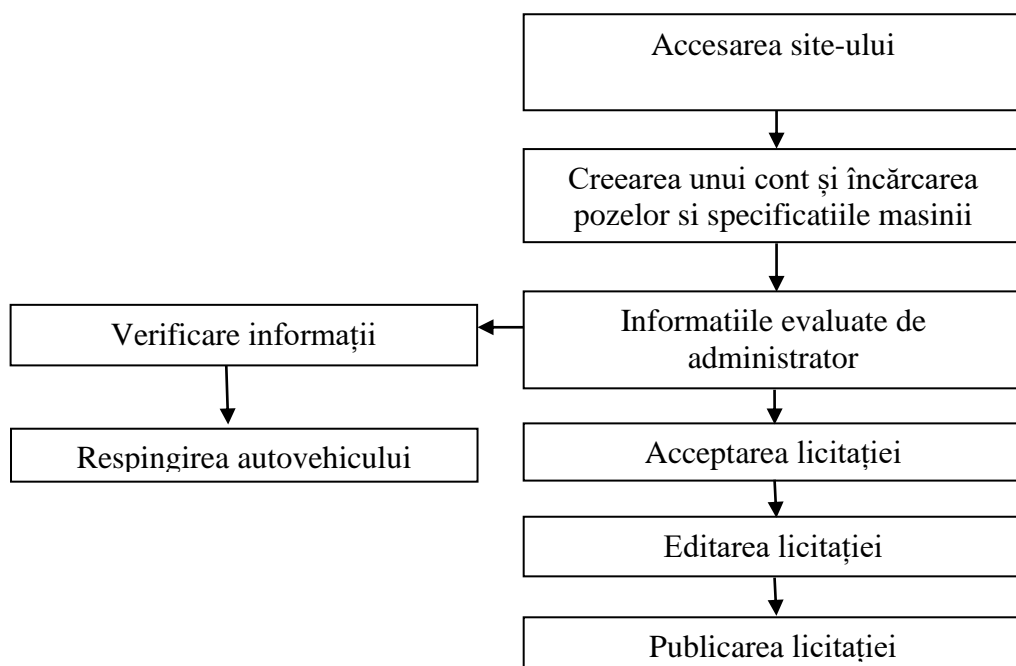 Accesarea site-ului
Creearea unui cont și încărcarea
pozelor si specificatiile masinii
Verificare informații
Informatiile evaluate de
administrator
Respingirea autovehicului
Acceptarea licitației
Editarea licitației
Publicarea licitației